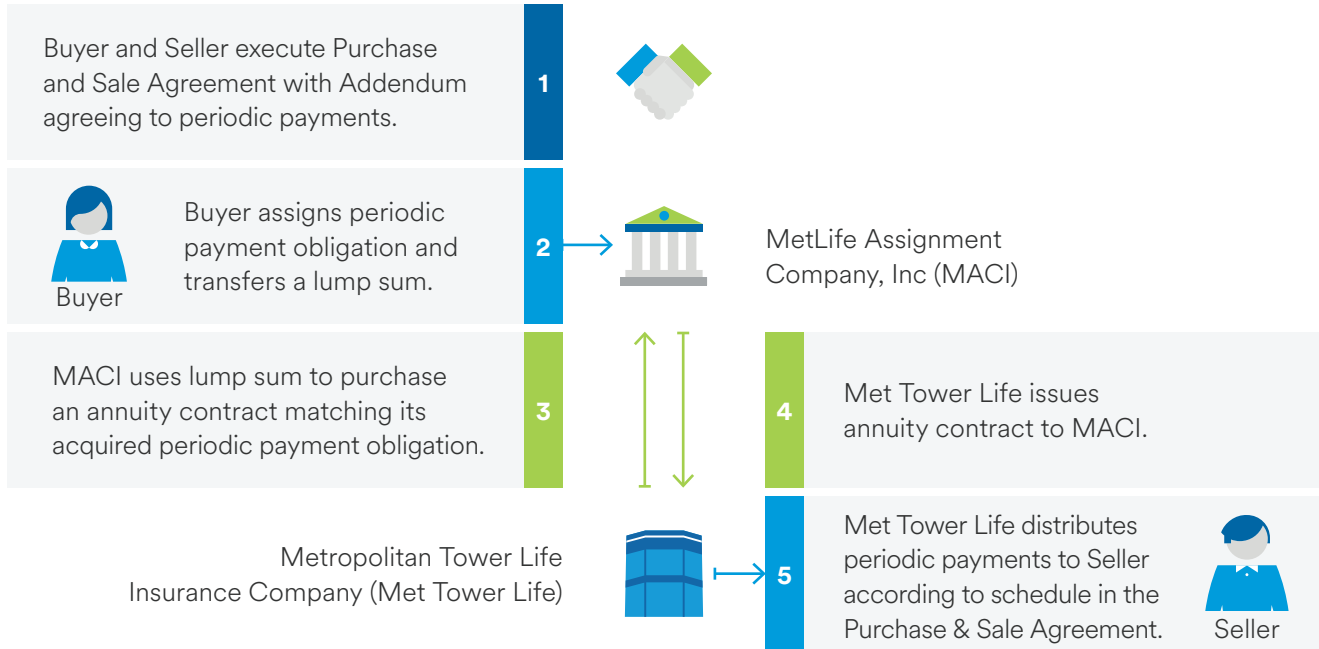 Buyer and Seller execute Purchase
and Sale Agreement with Addendum
agreeing to periodic payments.
1
Buyer
Buyer assigns periodic
payment obligation and
transfers a lump sum.
2
MetLife Assignment
Company, Inc (MACI)
MACI uses lump sum to purchase
an annuity contract matching its
acquired periodic payment obligation.
3
4
Met Tower Life issues
annuity contract to MACI.
Metropolitan Tower Life
Insurance Company (Met Tower Life)
5
Met Tower Life distributes
periodic payments to Seller
according to schedule in the
Purchase & Sale Agreement.
Seller